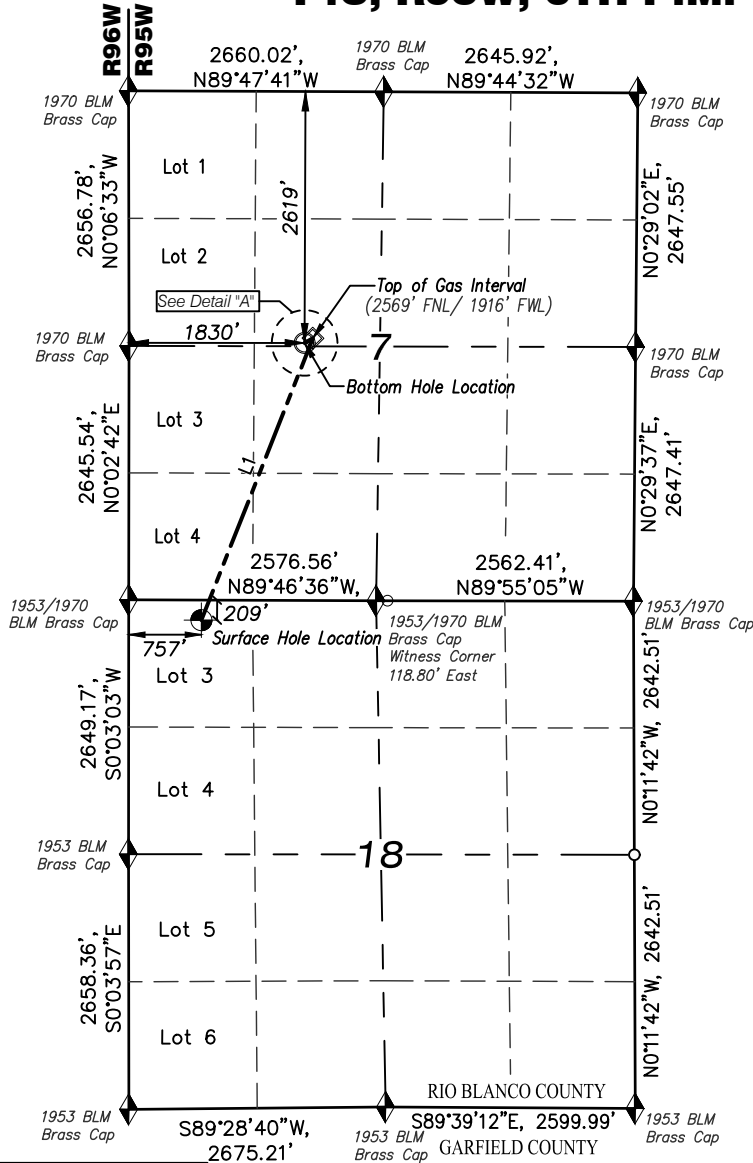 R96W
R95W
2660.02',
N89°47'41"W
1970 BLM
Brass Cap
2645.92',
N89°44'32"W
1970 BLM
Brass Cap
1970 BLM
Brass Cap
2656.78',
N0°06'33"W
Lot 1
2619'
N0°29'02"E,
2647.55'
Lot 2
See Detail "A"
Top of Gas Interval
(2569' FNL/ 1916' FWL)
1830'
1970 BLM
Brass Cap
7
1970 BLM
Brass Cap
Bottom Hole Location
2645.54'
N0°02'42"E
Lot 3
L1
N0°29'37"E,
2647.41'
Lot 4
2576.56'
N89°46'36"W,
2562.41',
N89°55'05"W
1953/1970
BLM Brass Cap
209'
1953/1970 BLM
Brass Cap
Witness Corner
118.80' East
1953/1970
BLM Brass Cap
Surface Hole Location
757'
2649.17'
S0°03'03"W
Lot 3
N0°11'42"W, 2642.51'
Lot 4
1953 BLM
Brass Cap
18
2658.36',
S0°03'57"E
Lot 5
N0°11'42"W, 2642.51'
Lot 6
RIO BLANCO COUNTY
1953 BLM
Brass Cap
S89°28'40"W,
2675.21'
1953 BLM
Brass Cap
S89°39'12"E, 2599.99'
GARFIELD COUNTY
1953 BLM
Brass Cap